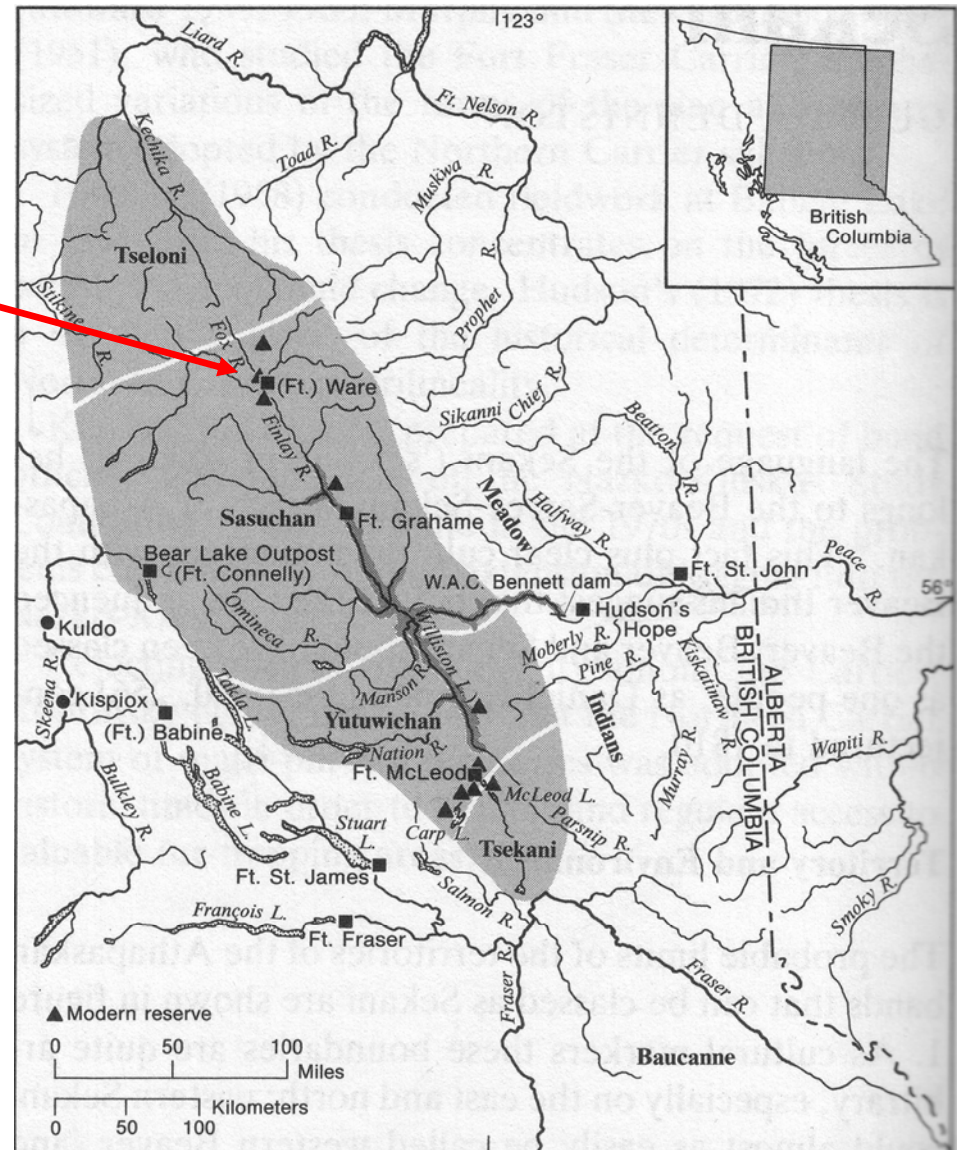 123°
Liard R.
Ft. Nelson R.
Kechika R.
Toad R.
Muskwa R.
British
Columbia
Tseloni
Stikine R.
Fox R.
Prophet R.
(Ft.) Ware
Sikanni Chief R.
Finlay R.
Beatton R.
Sasuchan
Ft. Grahame
Meadow
Halfway R.
Bear Lake Outpost
(Ft. Connelly)
W.A.C. Bennett dam
Ft. St. John
Peace R.
56°
Omineca R.
Williston L.
Hudson's
Hope
Kuldo
Moberly R.
Pine R.
Kiskatinaw
Skeena R.
Manson R.
BRITISH COLUMBIA
ALBERTA
Kispiox
Takla L.
Yutuwichan
Indians
(Ft.) Babine
Nation R.
Wapiti R.
Ft. McLeod
Murray R.
Bulkley R.
Babine L.
McLeod L.
Stuart L.
Carp L.
Parsnip R.
Tsekani
Ft. St. James
Salmon R.
Smoky R.
François L.
Ft. Fraser
Fraser R.
Fraser
Modern reserve
Baucanne
0 50 100
Miles
Kilometers
0 50 100